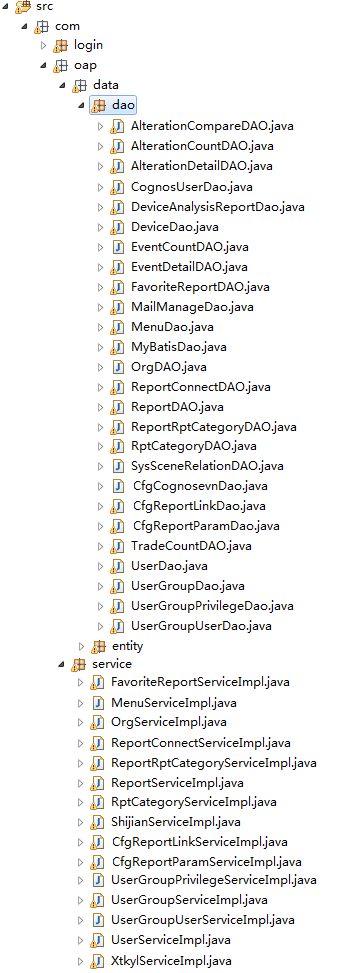 src
com
login
oap
data
dao
AlterationCompareDAO.java
AlterationCountDAO.java
AlterationDetailDAO.java
CognosUserDao.java
DeviceAnalysisReportDao.java
DeviceDao.java
EventCountDAO.java
EventDetailDAO.java
FavoriteReportDAO.java
MailManageDao.java
MenuDao.java
MyBatisDao.java
OrgDAO.java
ReportConnectDAO.java
ReportDAO.java
ReportRptCategoryDAO.java
RptCategoryDAO.java
SysSceneRelationDAO.java
CfgCognosevnDao.java
CfgReportLinkDao.java
CfgReportParamDao.java
TradeCountDAO.java
UserDao.java
UserGroupDao.java
UserGroupPrivilegeDao.java
UserGroupUserDao.java
entity
service
FavoriteReportServiceImpl.java
MenuServiceImpl.java
OrgServiceImpl.java
ReportConnectServiceImpl.java
ReportRptCategoryServiceImpl.java
ReportServiceImpl.java
RptCategoryServiceImpl.java
ShijianServiceImpl.java
CfgReportLinkServiceImpl.java
CfgReportParamServiceImpl.java
UserGroupPrivilegeServiceImpl.java
UserGroupServiceImpl.java
UserGroupUserServiceImpl.java
UserServiceImpl.java
XtkylServiceImpl.java